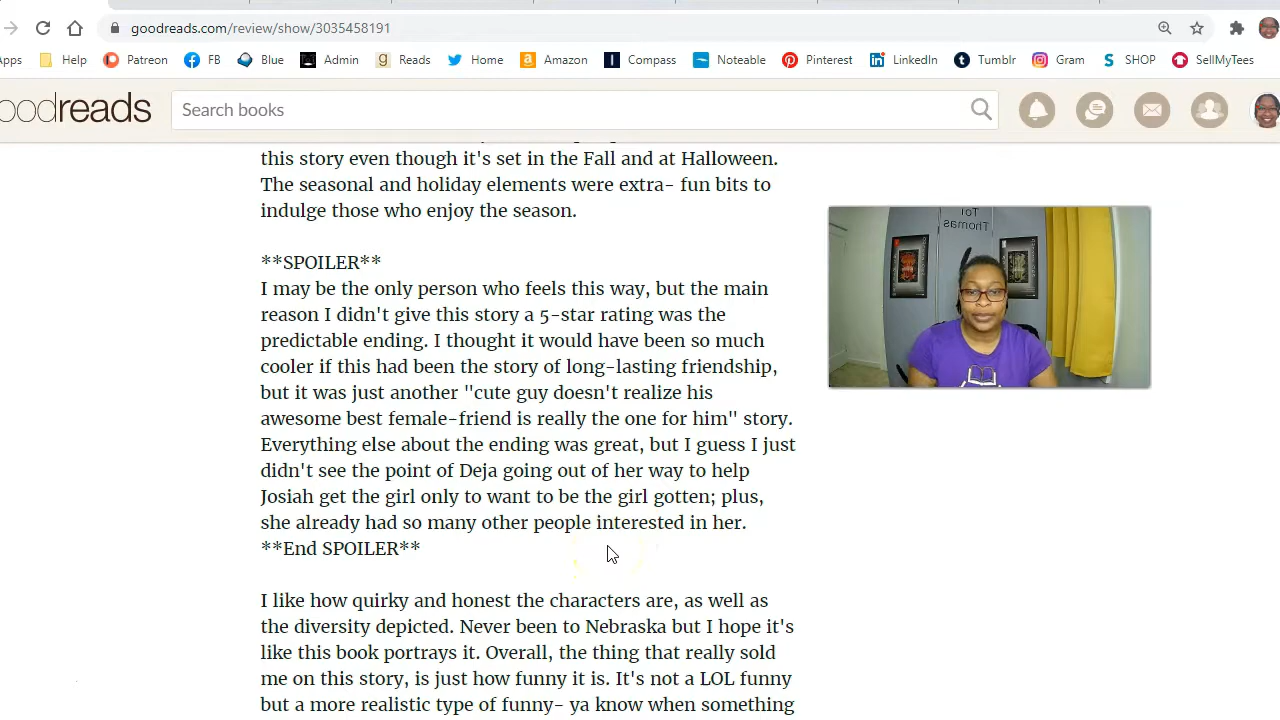 goodreads.com/review/show/3035458191
Apps Help Patreon FB Blue Admin Reads Home Amazon Compass Noteable Pinterest LinkedIn Tumblr Gram SHOP SellMyTees
goodreads Search books
this story even though it's set in the Fall and at Halloween.
The seasonal and holiday elements were extra- fun bits to
indulge those who enjoy the season.
Toi
Thomas
**SPOILER**
I may be the only person who feels this way, but the main
reason I didn't give this story a 5-star rating was the
predictable ending. I thought it would have been so much
cooler if this had been the story of long-lasting friendship,
but it was just another "cute guy doesn't realize his
awesome best female-friend is really the one for him" story.
Everything else about the ending was great, but I guess I just
didn't see the point of Deja going out of her way to help
Josiah get the girl only to want to be the girl gotten; plus,
she already had so many other people interested in her.
**End SPOILER**
I like how quirky and honest the characters are, as well as
the diversity depicted. Never been to Nebraska but I hope it's
like this book portrays it. Overall, the thing that really sold
me on this story, is just how funny it is. It's not a LOL funny
but a more realistic type of funny- ya know when something